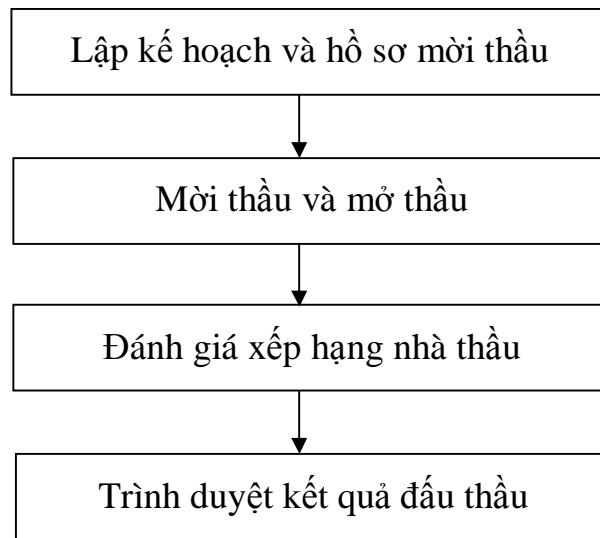 Lập kế hoạch và hồ sơ mời thầu
Mời thầu và mở thầu
Đánh giá xếp hạng nhà thầu
Trình duyệt kết quả đấu thầu